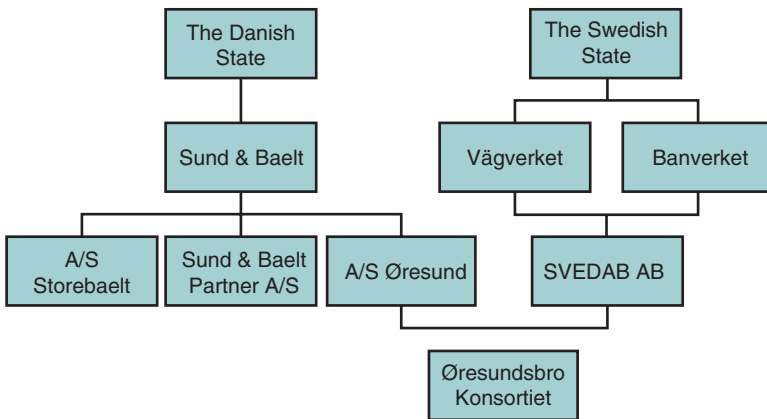 The Danish
State
The Swedish
State
Sund & Baelt
Vägverket
Banverket
A/S
Storebaelt
Sund & Baelt
Partner A/S
A/S Øresund
SVEDAB AB
Øresundsbro
Konsortiet